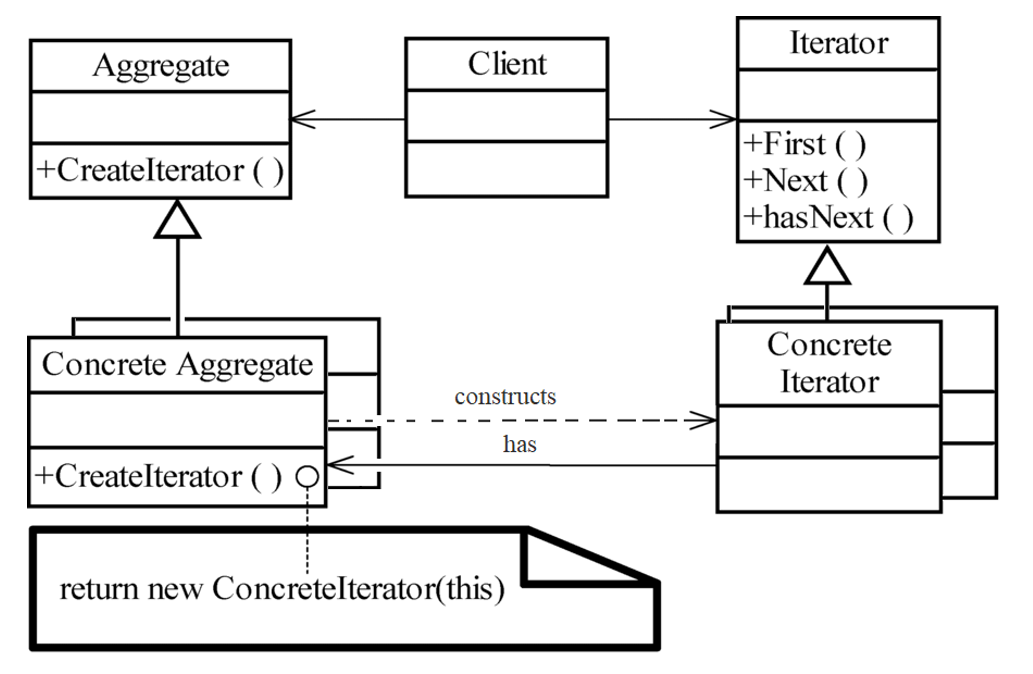 Aggregate
+CreateIterator ( )
Client
Iterator
+First ( )
+Next ( )
+hasNext ( )
Concrete Aggregate
+CreateIterator ( )
constructs
has
Concrete
Iterator
return new ConcreteIterator(this)